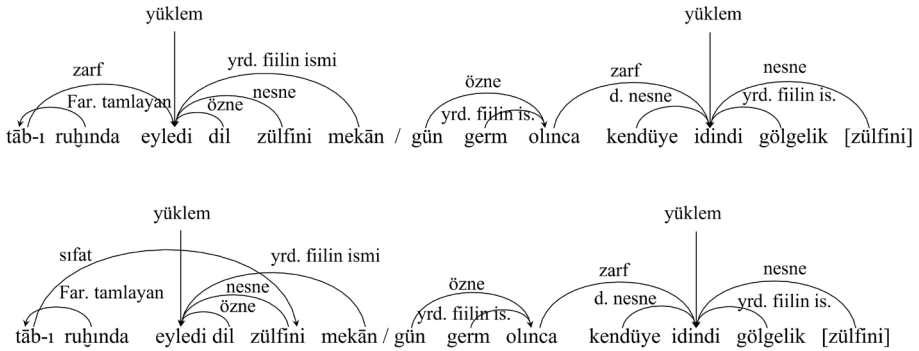 yüklem yüklem
zarf yrd. fiilin ismi özne zarf nesne
Far. tamlayan özne nesne yrd. fiilin is. d. nesne yrd. fiilin is.
tāb-ı ruḫında eyledi dil zülfini mekān / gün germ olınca kendüye idindi gölgelik [zülfini]
yüklem yüklem
sıfat yrd. fiilin ismi özne zarf nesne
Far. tamlayan nesne özne yrd. fiilin is. d. nesne yrd. fiilin is.
tāb-ı ruḫında eyledi dil zülfini mekān / gün germ olınca kendüye idindi gölgelik [zülfini]